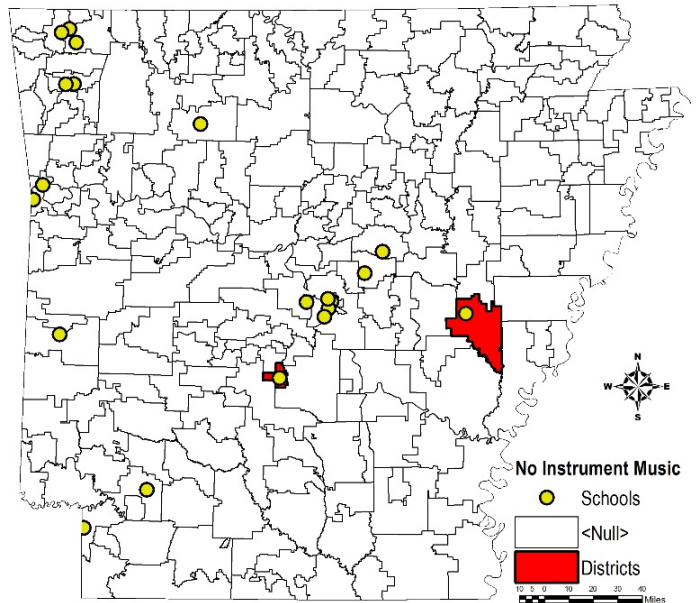 N
W E
S
No Instrument Music
Schools
<Null>
Districts
10 5 0 10 20 30 40
Miles